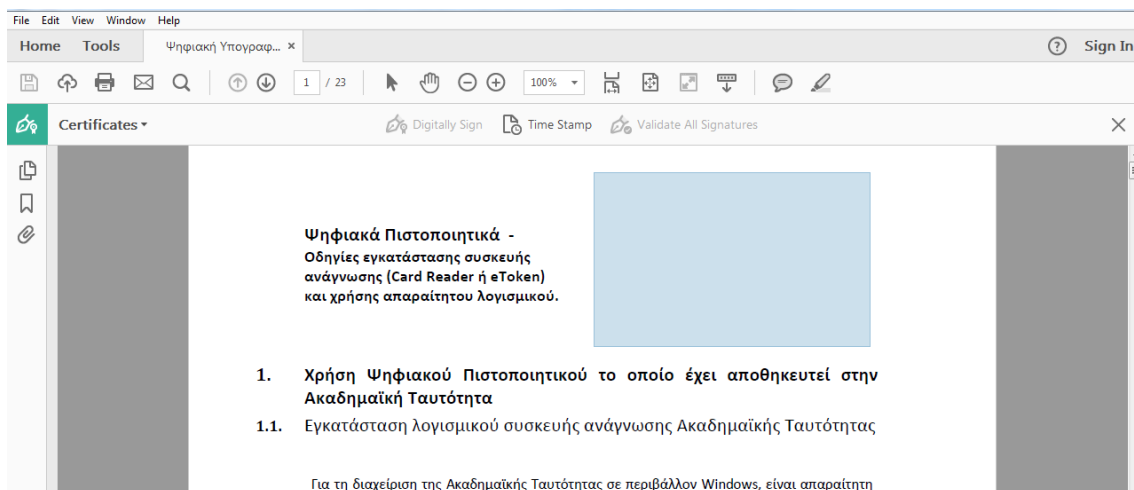 File Edit View Window Help
Home Tools Ψηφιακή Υπογραφ... × ? Sign In
1 / 23 100%
Certificates Digitally Sign Time Stamp Validate All Signatures
Ψηφιακά Πιστοποιητικά -
Οδηγίες εγκατάστασης συσκευής
ανάγνωσης (Card Reader ή eToken)
και χρήσης απαραίτητου λογισμικού.
1. Χρήση Ψηφιακού Πιστοποιητικού το οποίο έχει αποθηκευτεί στην
Ακαδημαϊκή Ταυτότητα
1.1. Εγκατάσταση λογισμικού συσκευής ανάγνωσης Ακαδημαϊκής Ταυτότητας
Για τη διαχείριση της Ακαδημαϊκής Ταυτότητας σε περιβάλλον Windows, είναι απαραίτητη